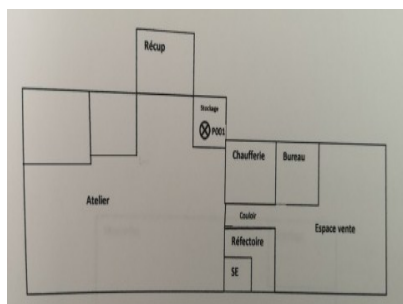 Récup
Stockage
P001
Chaufferie
Bureau
Atelier
Couloir
Espace vente
Réfectoire
SE